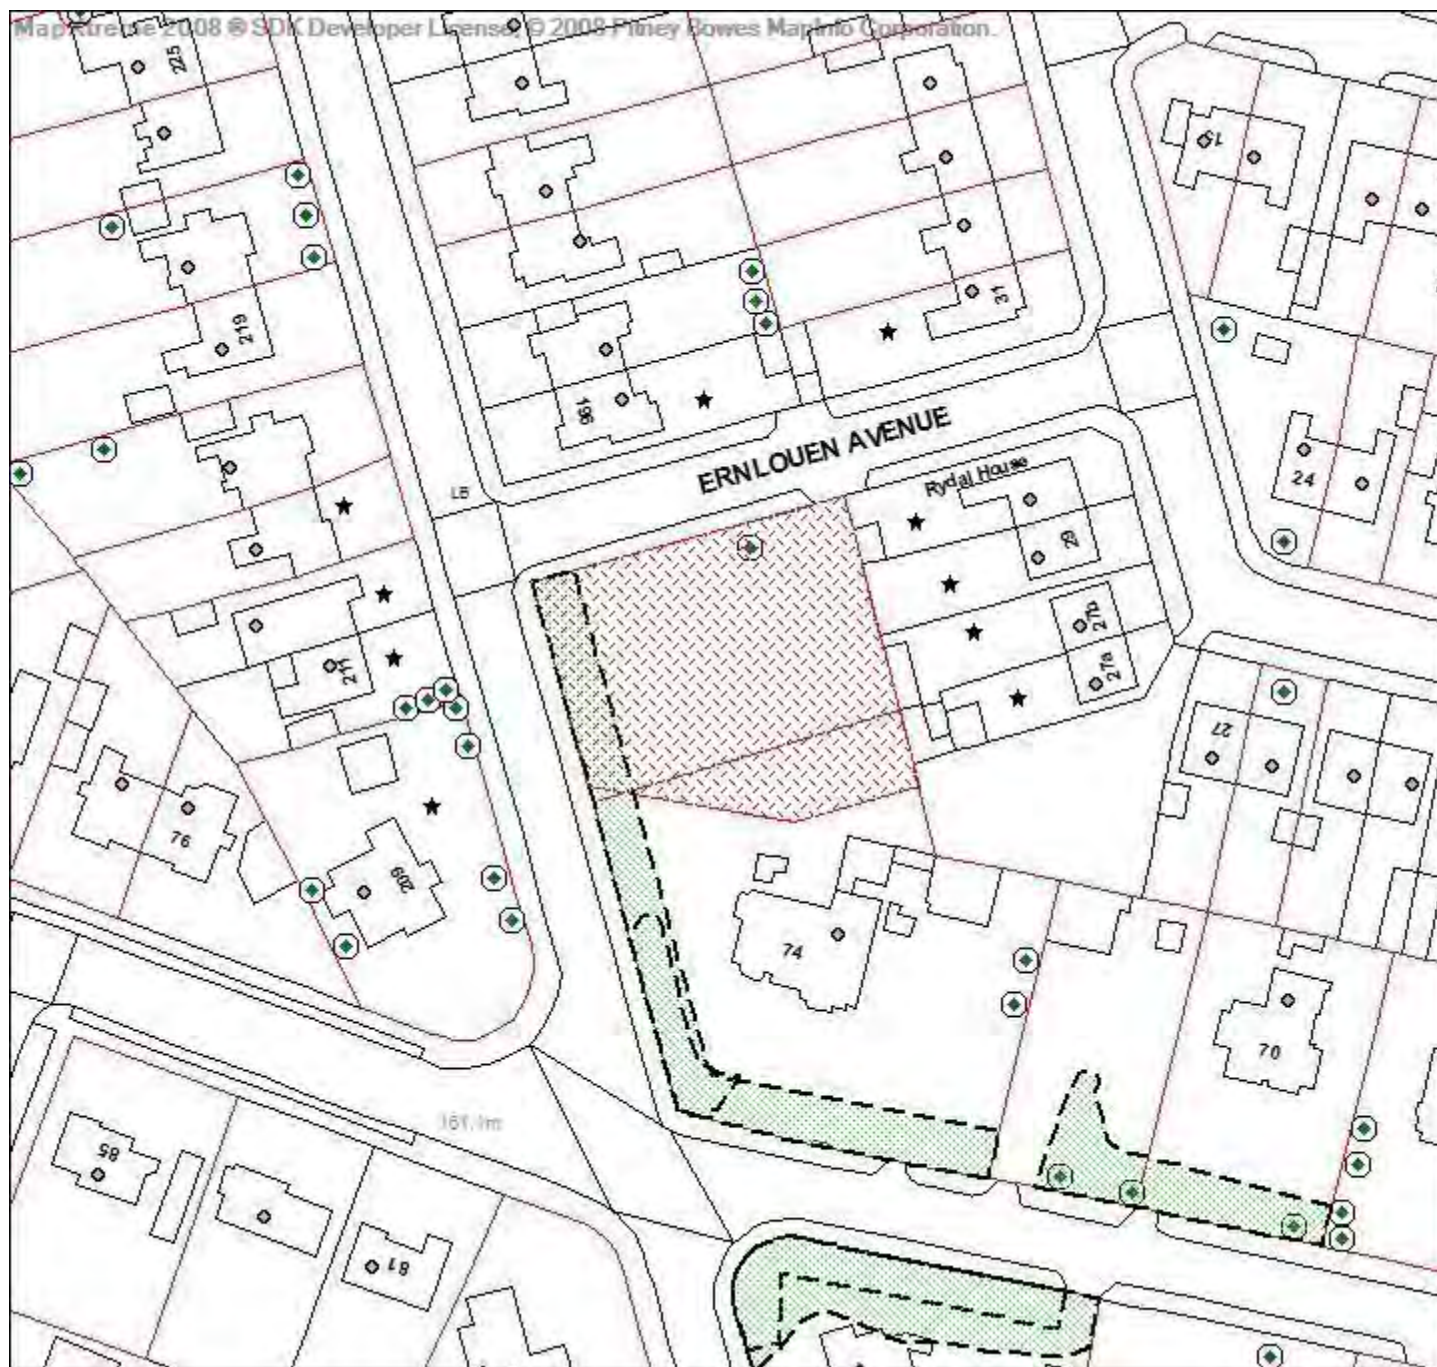 MapXtreme 2008 ® SDK Developer License, © 2008 Pitney Bowes MapInfo Corporation.
225
19
31
219
196
ERNLOUEN AVENUE
Rydal House
LB
24
29
27b
211
27a
27
76
209
74
70
161.1m
85
81